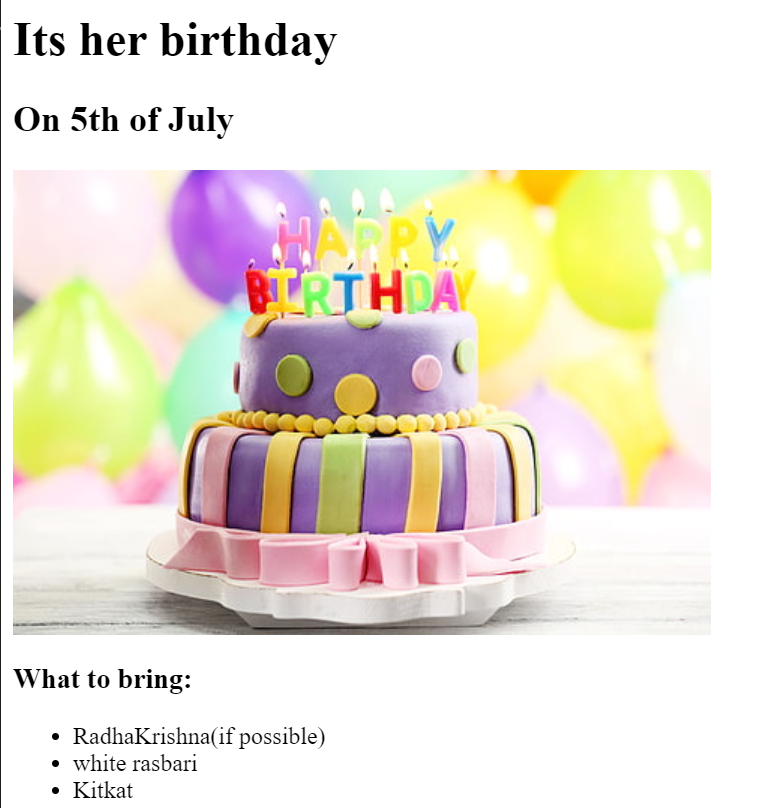 Its her birthday
On 5th of July
HAPPY
BIRTHDAY
What to bring:
RadhaKrishna(if possible)
white rasbari
Kitkat